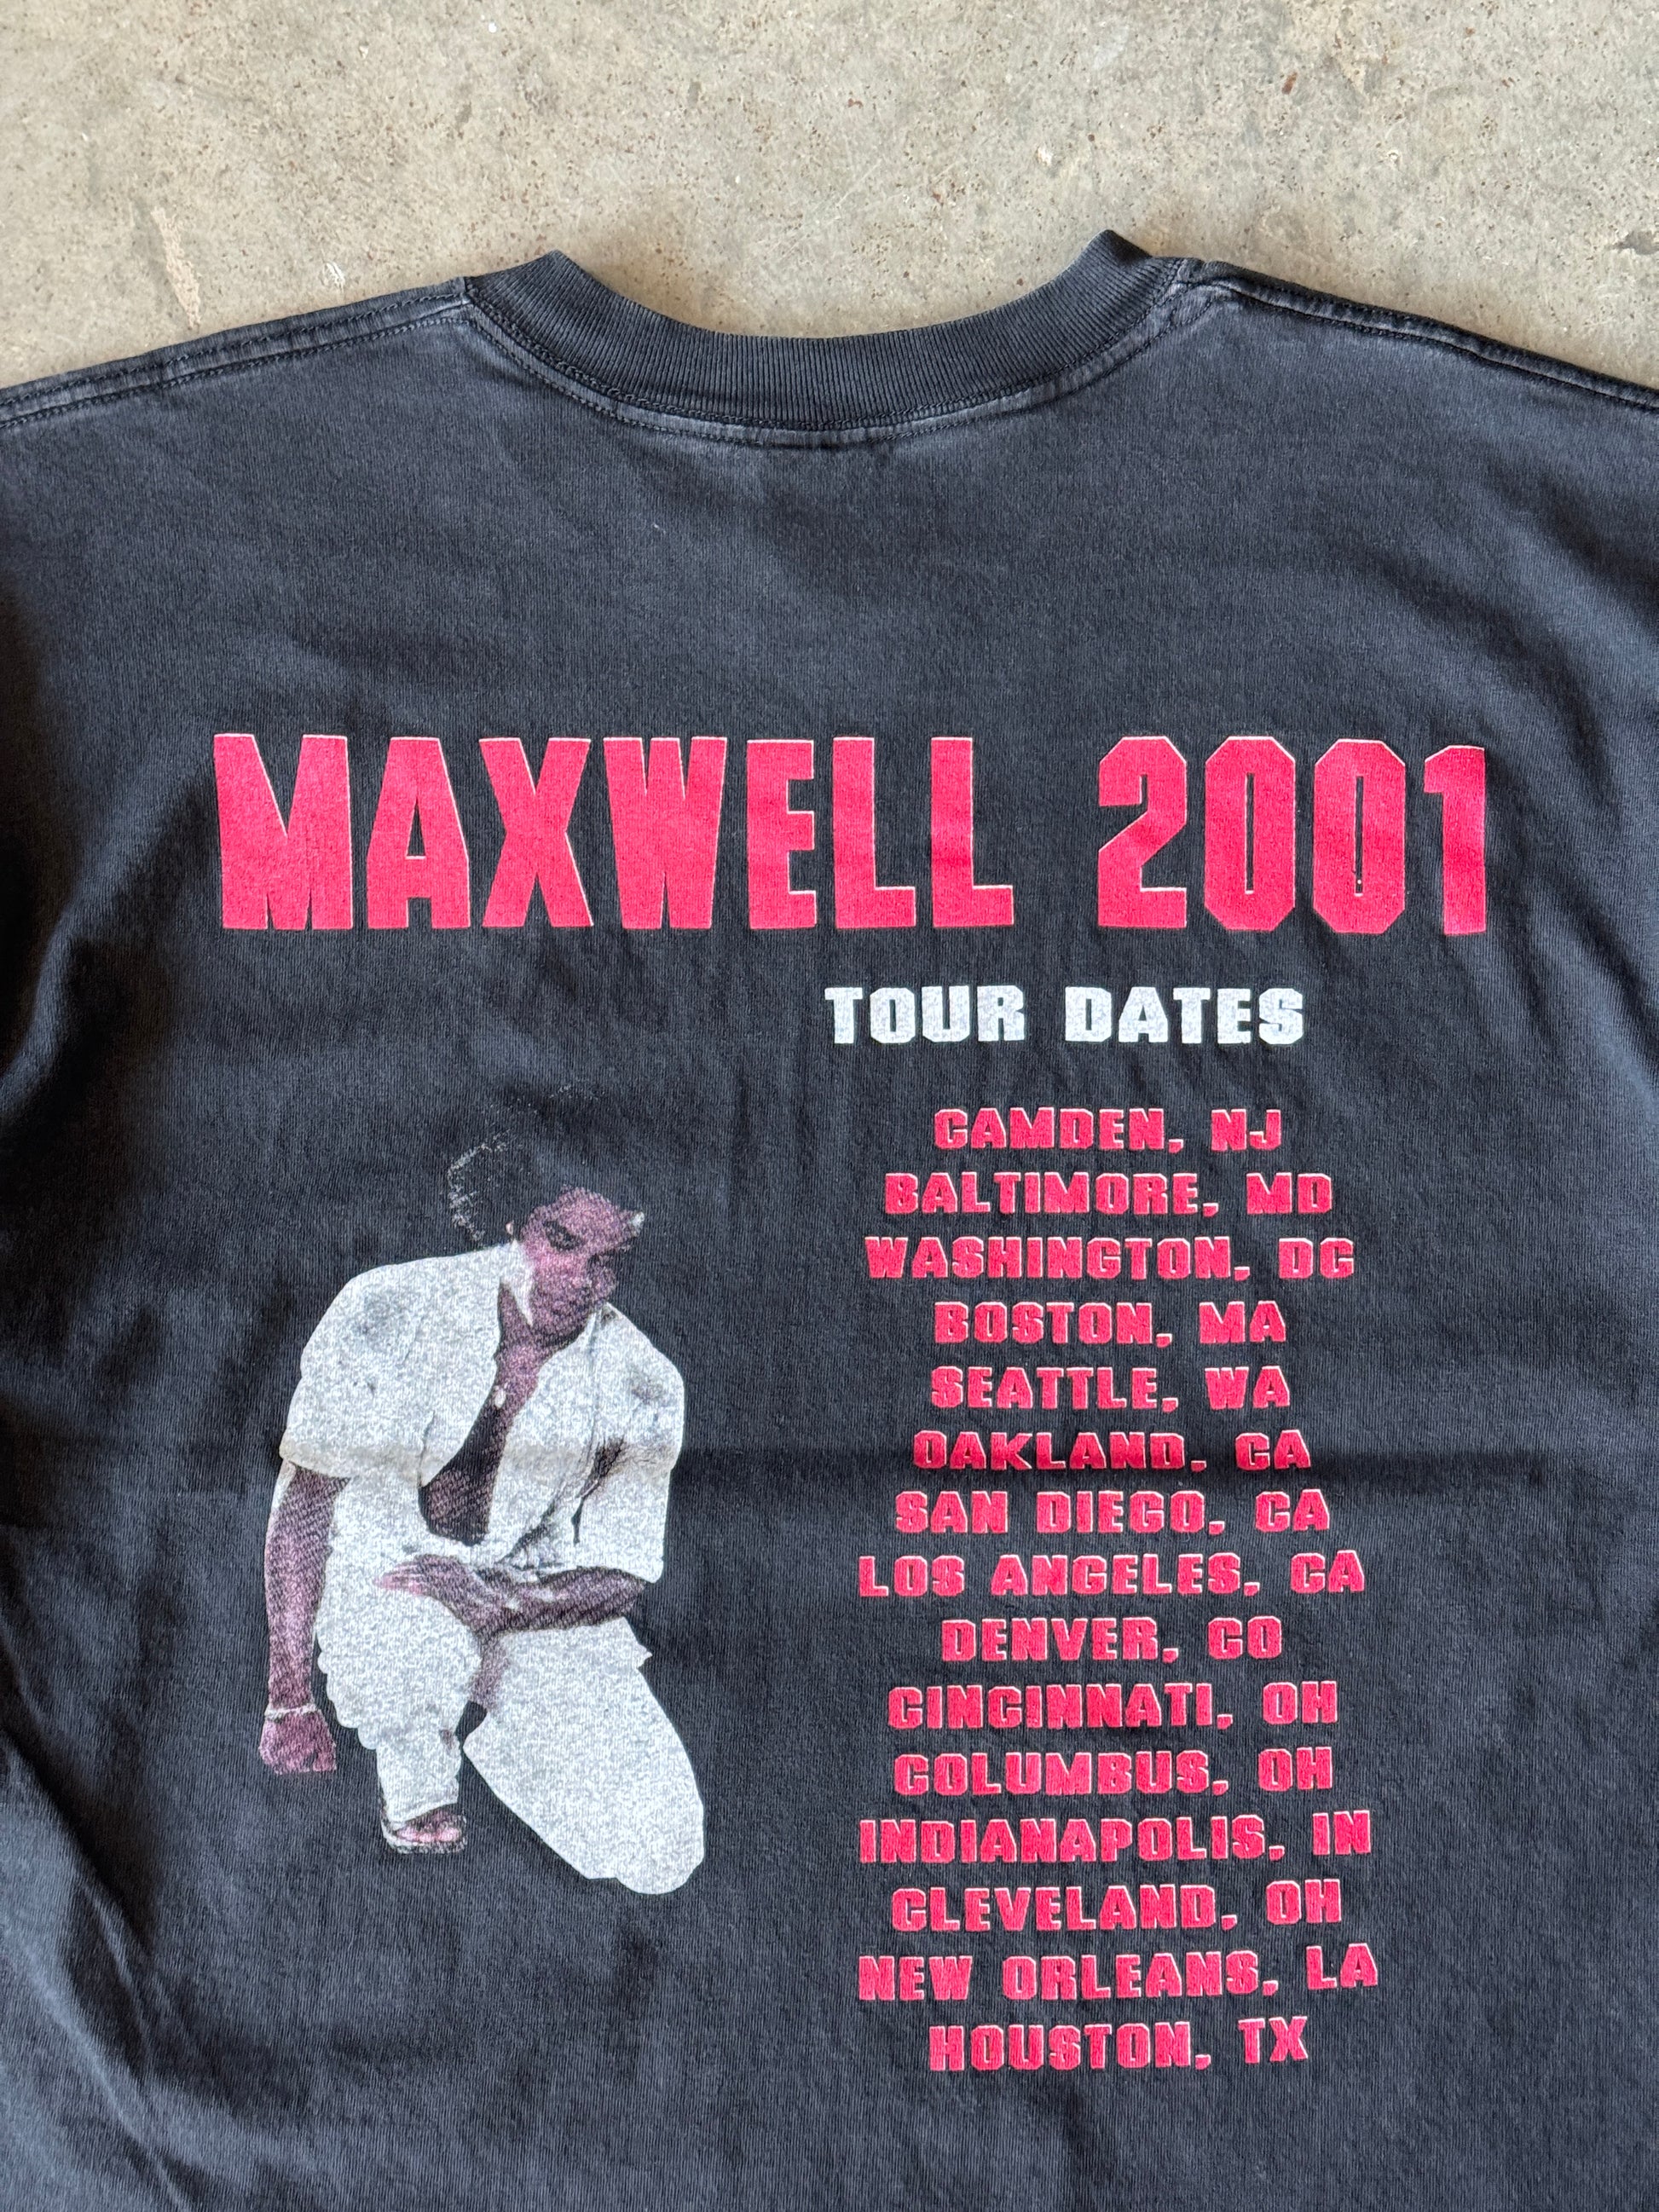 MAXWELL 2001
TOUR DATES
CAMDEN, NJ
BALTIMORE, MD
WASHINGTON, DC
BOSTON, MA
SEATTLE, WA
OAKLAND, CA
SAN DIEGO, CA
LOS ANGELES, CA
DENVER, CO
CINCINNATI, OH
COLUMBUS, OH
INDIANAPOLIS, IN
CLEVELAND, OH
NEW ORLEANS, LA
HOUSTON, TX